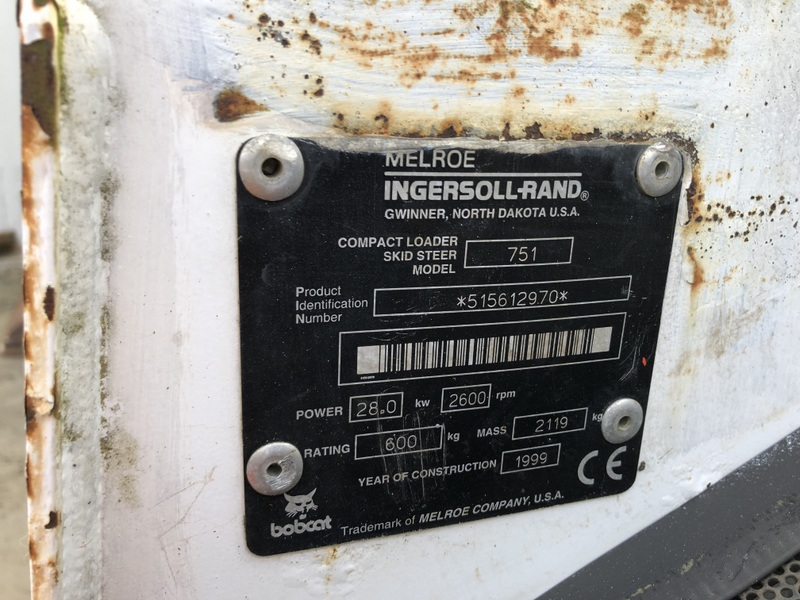 MELROE
INGERSOLL-RAND®
GWINNER, NORTH DAKOTA U.S.A.
COMPACT LOADER
SKID STEER
MODEL 751
Product
Identification
Number *515612970*
POWER 28.0 kw 2600 rpm
RATING 600 kg MASS 2119 kg
YEAR OF CONSTRUCTION 1999
CE
bobcat Trademark of MELROE COMPANY, U.S.A.